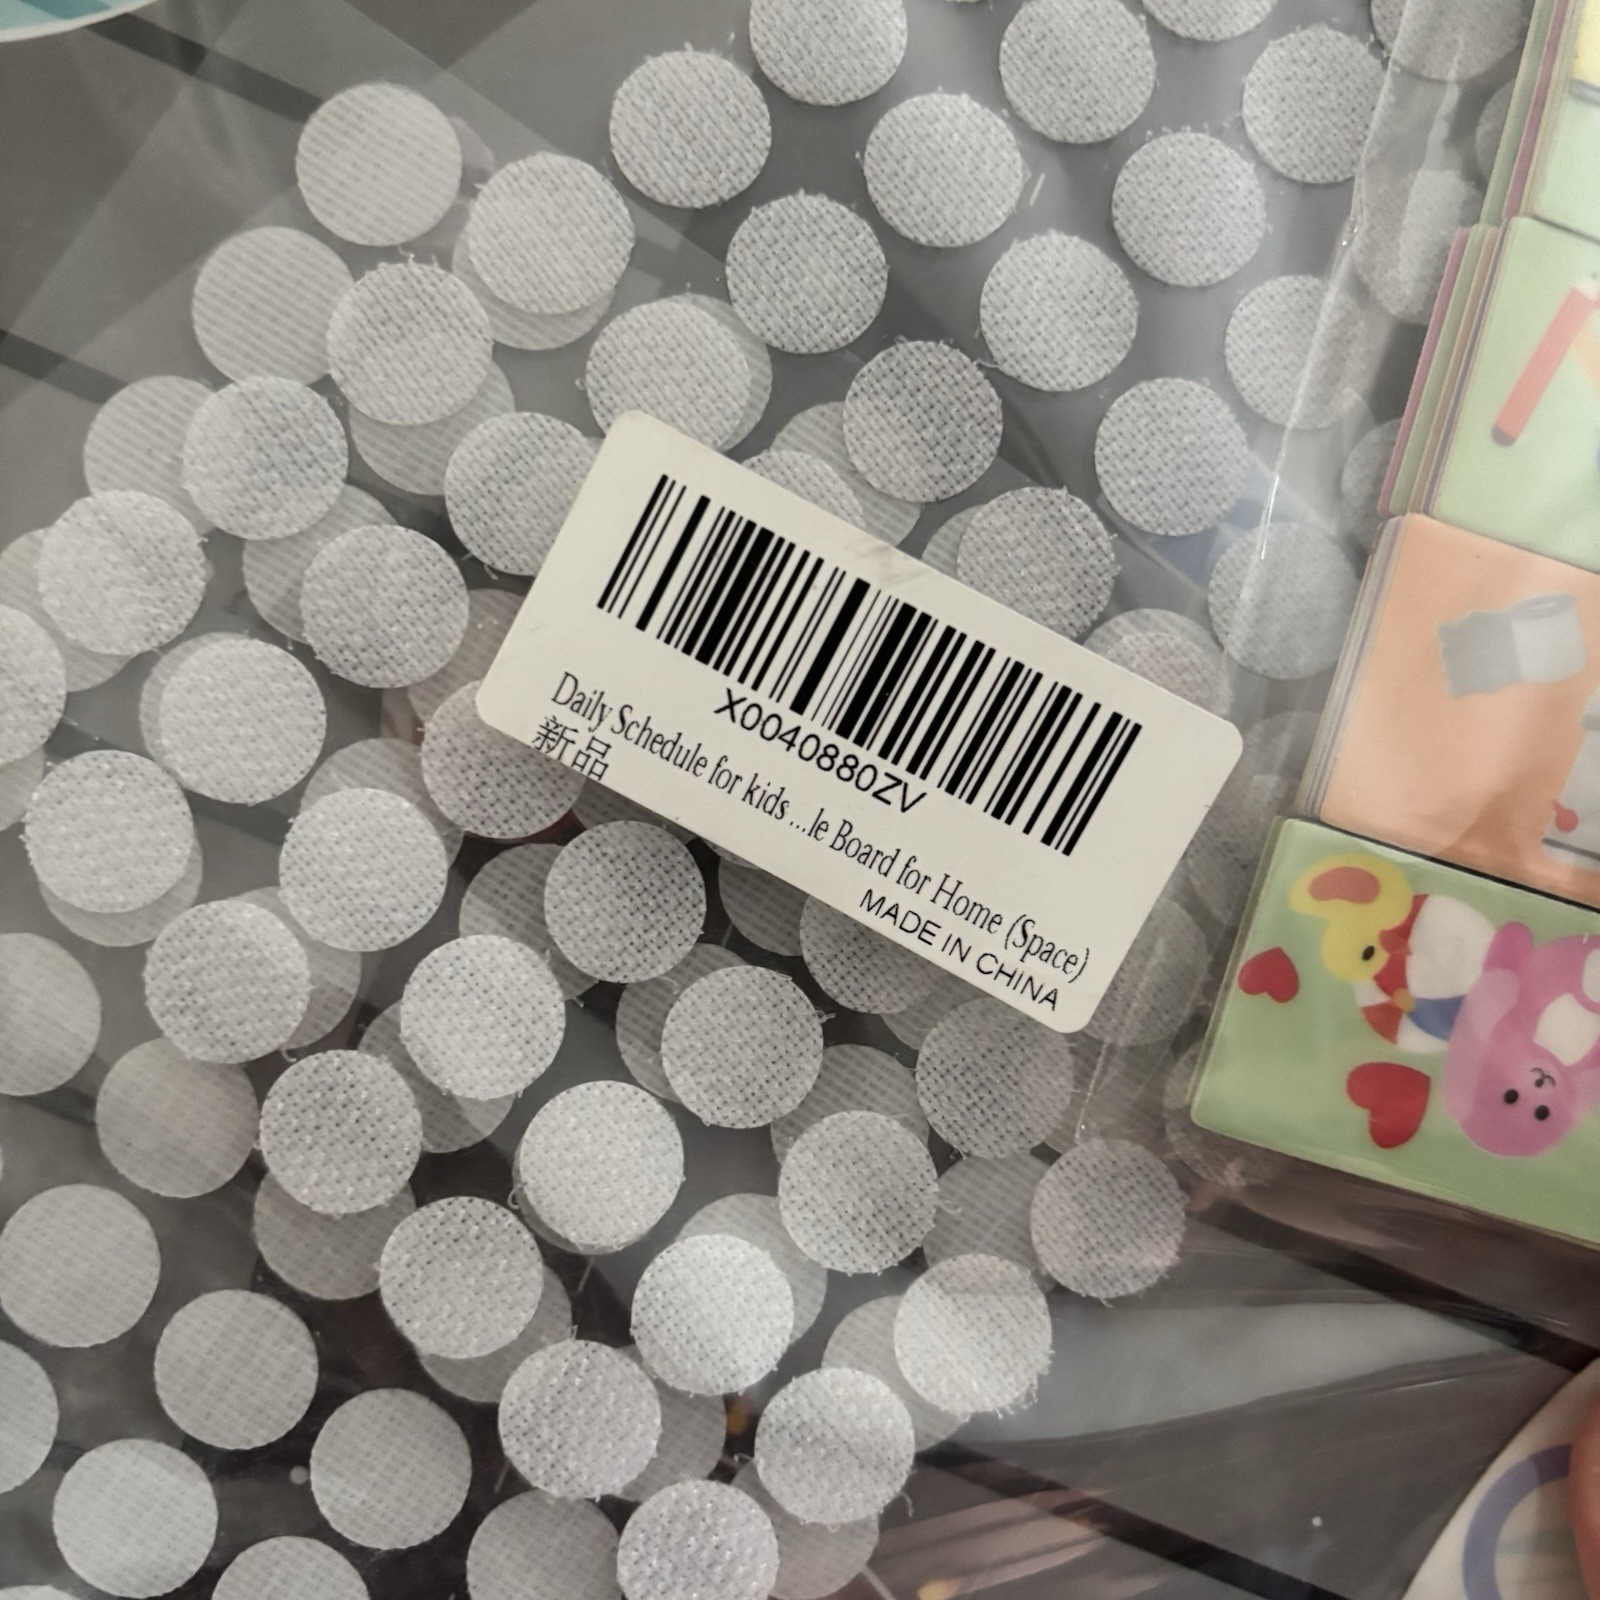 X0040880ZV
Daily Schedule for kids ...le Board for Home (Space)
新品
MADE IN CHINA